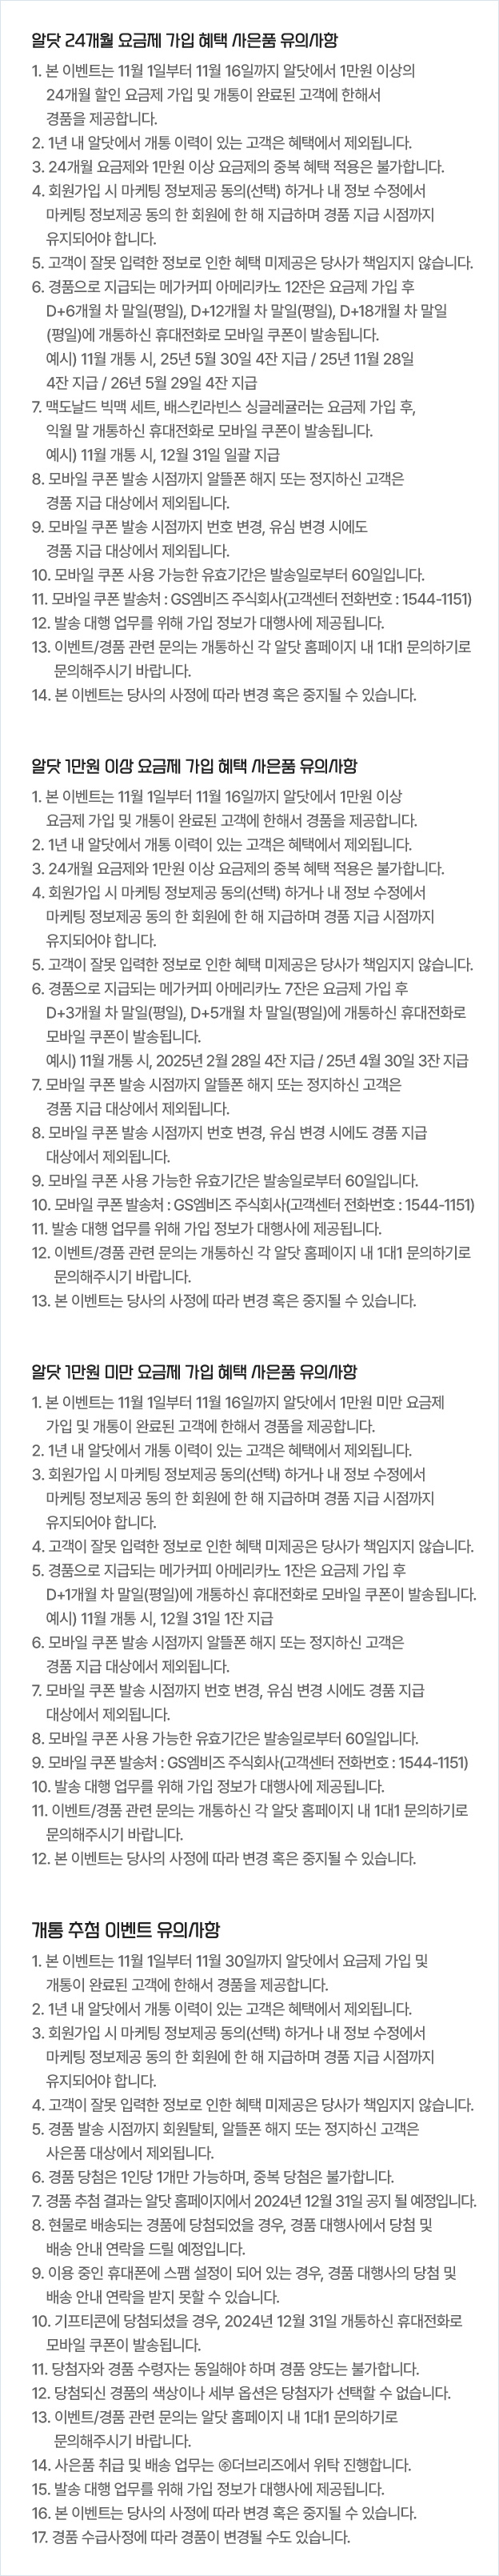 알닷 24개월 요금제 가입 혜택 사은품 유의사항
1. 본 이벤트는 11월 1일부터 11월 16일까지 알닷에서 1만원 이상의
24개월 할인 요금제 가입 및 개통이 완료된 고객에 한해서
경품을 제공합니다.
2. 1년 내 알닷에서 개통 이력이 있는 고객은 혜택에서 제외됩니다.
3. 24개월 요금제와 1만원 이상 요금제의 중복 혜택 적용은 불가합니다.
4. 회원가입 시 마케팅 정보제공 동의(선택) 하거나 내 정보 수정에서
마케팅 정보제공 동의 한 회원에 한 해 지급하며 경품 지급 시점까지
유지되어야 합니다.
5. 고객이 잘못 입력한 정보로 인한 혜택 미제공은 당사가 책임지지 않습니다.
6. 경품으로 지급되는 메가커피 아메리카노 12잔은 요금제 가입 후
D+6개월 차 말일(평일), D+12개월 차 말일(평일), D+18개월 차 말일
(평일)에 개통하신 휴대전화로 모바일 쿠폰이 발송됩니다.
예시) 11월 개통 시, 25년 5월 30일 4잔 지급 / 25년 11월 28일
4잔 지급 / 26년 5월 29일 4잔 지급
7. 맥도날드 빅맥 세트, 배스킨라빈스 싱글레귤러는 요금제 가입 후,
익월 말 개통하신 휴대전화로 모바일 쿠폰이 발송됩니다.
예시) 11월 개통 시, 12월 31일 일괄 지급
8. 모바일 쿠폰 발송 시점까지 알뜰폰 해지 또는 정지하신 고객은
경품 지급 대상에서 제외됩니다.
9. 모바일 쿠폰 발송 시점까지 번호 변경, 유심 변경 시에도
경품 지급 대상에서 제외됩니다.
10. 모바일 쿠폰 사용 가능한 유효기간은 발송일로부터 60일입니다.
11. 모바일 쿠폰 발송처 : GS엠비즈 주식회사(고객센터 전화번호 : 1544-1151)
12. 발송 대행 업무를 위해 가입 정보가 대행사에 제공됩니다.
13. 이벤트/경품 관련 문의는 개통하신 각 알닷 홈페이지 내 1대1 문의하기로
문의해주시기 바랍니다.
14. 본 이벤트는 당사의 사정에 따라 변경 혹은 중지될 수 있습니다.
알닷 1만원 이상 요금제 가입 혜택 사은품 유의사항
1. 본 이벤트는 11월 1일부터 11월 16일까지 알닷에서 1만원 이상
요금제 가입 및 개통이 완료된 고객에 한해서 경품을 제공합니다.
2. 1년 내 알닷에서 개통 이력이 있는 고객은 혜택에서 제외됩니다.
3. 24개월 요금제와 1만원 이상 요금제의 중복 혜택 적용은 불가합니다.
4. 회원가입 시 마케팅 정보제공 동의(선택) 하거나 내 정보 수정에서
마케팅 정보제공 동의 한 회원에 한 해 지급하며 경품 지급 시점까지
유지되어야 합니다.
5. 고객이 잘못 입력한 정보로 인한 혜택 미제공은 당사가 책임지지 않습니다.
6. 경품으로 지급되는 메가커피 아메리카노 7잔은 요금제 가입 후
D+3개월 차 말일(평일), D+5개월 차 말일(평일)에 개통하신 휴대전화로
모바일 쿠폰이 발송됩니다.
예시) 11월 개통 시, 2025년 2월 28일 4잔 지급 / 25년 4월 30일 3잔 지급
7. 모바일 쿠폰 발송 시점까지 알뜰폰 해지 또는 정지하신 고객은
경품 지급 대상에서 제외됩니다.
8. 모바일 쿠폰 발송 시점까지 번호 변경, 유심 변경 시에도 경품 지급
대상에서 제외됩니다.
9. 모바일 쿠폰 사용 가능한 유효기간은 발송일로부터 60일입니다.
10. 모바일 쿠폰 발송처 : GS엠비즈 주식회사(고객센터 전화번호 : 1544-1151)
11. 발송 대행 업무를 위해 가입 정보가 대행사에 제공됩니다.
12. 이벤트/경품 관련 문의는 개통하신 각 알닷 홈페이지 내 1대1 문의하기로
문의해주시기 바랍니다.
13. 본 이벤트는 당사의 사정에 따라 변경 혹은 중지될 수 있습니다.
알닷 1만원 미만 요금제 가입 혜택 사은품 유의사항
1. 본 이벤트는 11월 1일부터 11월 16일까지 알닷에서 1만원 미만 요금제
가입 및 개통이 완료된 고객에 한해서 경품을 제공합니다.
2. 1년 내 알닷에서 개통 이력이 있는 고객은 혜택에서 제외됩니다.
3. 회원가입 시 마케팅 정보제공 동의(선택) 하거나 내 정보 수정에서
마케팅 정보제공 동의 한 회원에 한 해 지급하며 경품 지급 시점까지
유지되어야 합니다.
4. 고객이 잘못 입력한 정보로 인한 혜택 미제공은 당사가 책임지지 않습니다.
5. 경품으로 지급되는 메가커피 아메리카노 1잔은 요금제 가입 후
D+1개월 차 말일(평일)에 개통하신 휴대전화로 모바일 쿠폰이 발송됩니다.
예시) 11월 개통 시, 12월 31일 1잔 지급
6. 모바일 쿠폰 발송 시점까지 알뜰폰 해지 또는 정지하신 고객은
경품 지급 대상에서 제외됩니다.
7. 모바일 쿠폰 발송 시점까지 번호 변경, 유심 변경 시에도 경품 지급
대상에서 제외됩니다.
8. 모바일 쿠폰 사용 가능한 유효기간은 발송일로부터 60일입니다.
9. 모바일 쿠폰 발송처 : GS엠비즈 주식회사(고객센터 전화번호 : 1544-1151)
10. 발송 대행 업무를 위해 가입 정보가 대행사에 제공됩니다.
11. 이벤트/경품 관련 문의는 개통하신 각 알닷 홈페이지 내 1대1 문의하기로
문의해주시기 바랍니다.
12. 본 이벤트는 당사의 사정에 따라 변경 혹은 중지될 수 있습니다.
개통 추첨 이벤트 유의사항
1. 본 이벤트는 11월 1일부터 11월 30일까지 알닷에서 요금제 가입 및
개통이 완료된 고객에 한해서 경품을 제공합니다.
2. 1년 내 알닷에서 개통 이력이 있는 고객은 혜택에서 제외됩니다.
3. 회원가입 시 마케팅 정보제공 동의(선택) 하거나 내 정보 수정에서
마케팅 정보제공 동의 한 회원에 한 해 지급하며 경품 지급 시점까지
유지되어야 합니다.
4. 고객이 잘못 입력한 정보로 인한 혜택 미제공은 당사가 책임지지 않습니다.
5. 경품 발송 시점까지 회원탈퇴, 알뜰폰 해지 또는 정지하신 고객은
사은품 대상에서 제외됩니다.
6. 경품 당첨은 1인당 1개만 가능하며, 중복 당첨은 불가합니다.
7. 경품 추첨 결과는 알닷 홈페이지에서 2024년 12월 31일 공지 될 예정입니다.
8. 현물로 배송되는 경품에 당첨되었을 경우, 경품 대행사에서 당첨 및
배송 안내 연락을 드릴 예정입니다.
9. 이용 중인 휴대폰에 스팸 설정이 되어 있는 경우, 경품 대행사의 당첨 및
배송 안내 연락을 받지 못할 수 있습니다.
10. 기프티콘에 당첨되셨을 경우, 2024년 12월 31일 개통하신 휴대전화로
모바일 쿠폰이 발송됩니다.
11. 당첨자와 경품 수령자는 동일해야 하며 경품 양도는 불가합니다.
12. 당첨되신 경품의 색상이나 세부 옵션은 당첨자가 선택할 수 없습니다.
13. 이벤트/경품 관련 문의는 알닷 홈페이지 내 1대1 문의하기로
문의해주시기 바랍니다.
14. 사은품 취급 및 배송 업무는 ㈜더브리즈에서 위탁 진행합니다.
15. 발송 대행 업무를 위해 가입 정보가 대행사에 제공됩니다.
16. 본 이벤트는 당사의 사정에 따라 변경 혹은 중지될 수 있습니다.
17. 경품 수급사정에 따라 경품이 변경될 수도 있습니다.